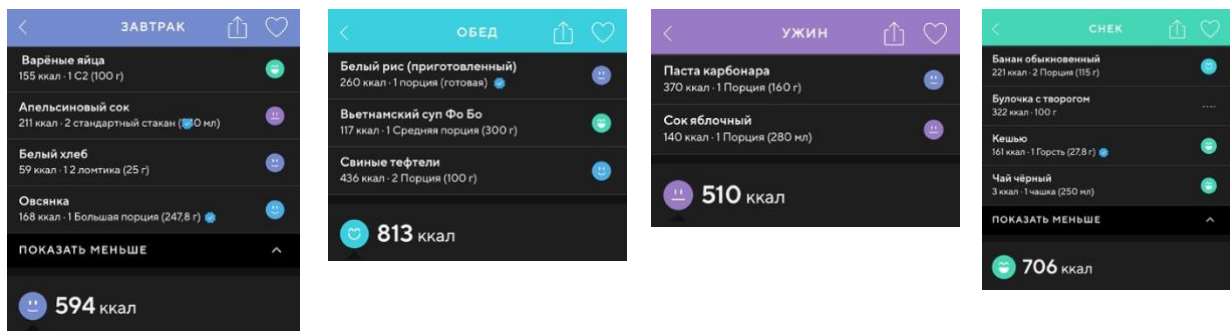 ЗАВТРАК
Варёные яйца
155 ккал · 1 С2 (100 г)
Апельсиновый сок
211 ккал · 2 стандартный стакан (0 мл)
Белый хлеб
59 ккал · 1 2 ломтика (25 г)
Овсянка
168 ккал · 1 Большая порция (247,8 г)
ПОКАЗАТЬ МЕНЬШЕ
594 ккал
ОБЕД
Белый рис (приготовленный)
260 ккал · 1 порция (готовая)
Вьетнамский суп Фо Бо
117 ккал · 1 Средняя порция (300 г)
Свиные тефтели
436 ккал · 2 Порция (100 г)
813 ккал
УЖИН
Паста карбонара
370 ккал · 1 Порция (160 г)
Сок яблочный
140 ккал · 1 Порция (280 мл)
510 ккал
СНЕК
Банан обыкновенный
221 ккал · 2 Порция (115 г)
Булочка с творогом
322 ккал · 100 г
Кешью
161 ккал · 1 Горсть (27,8 г)
Чай чёрный
3 ккал · 1 чашка (250 мл)
ПОКАЗАТЬ МЕНЬШЕ
706 ккал